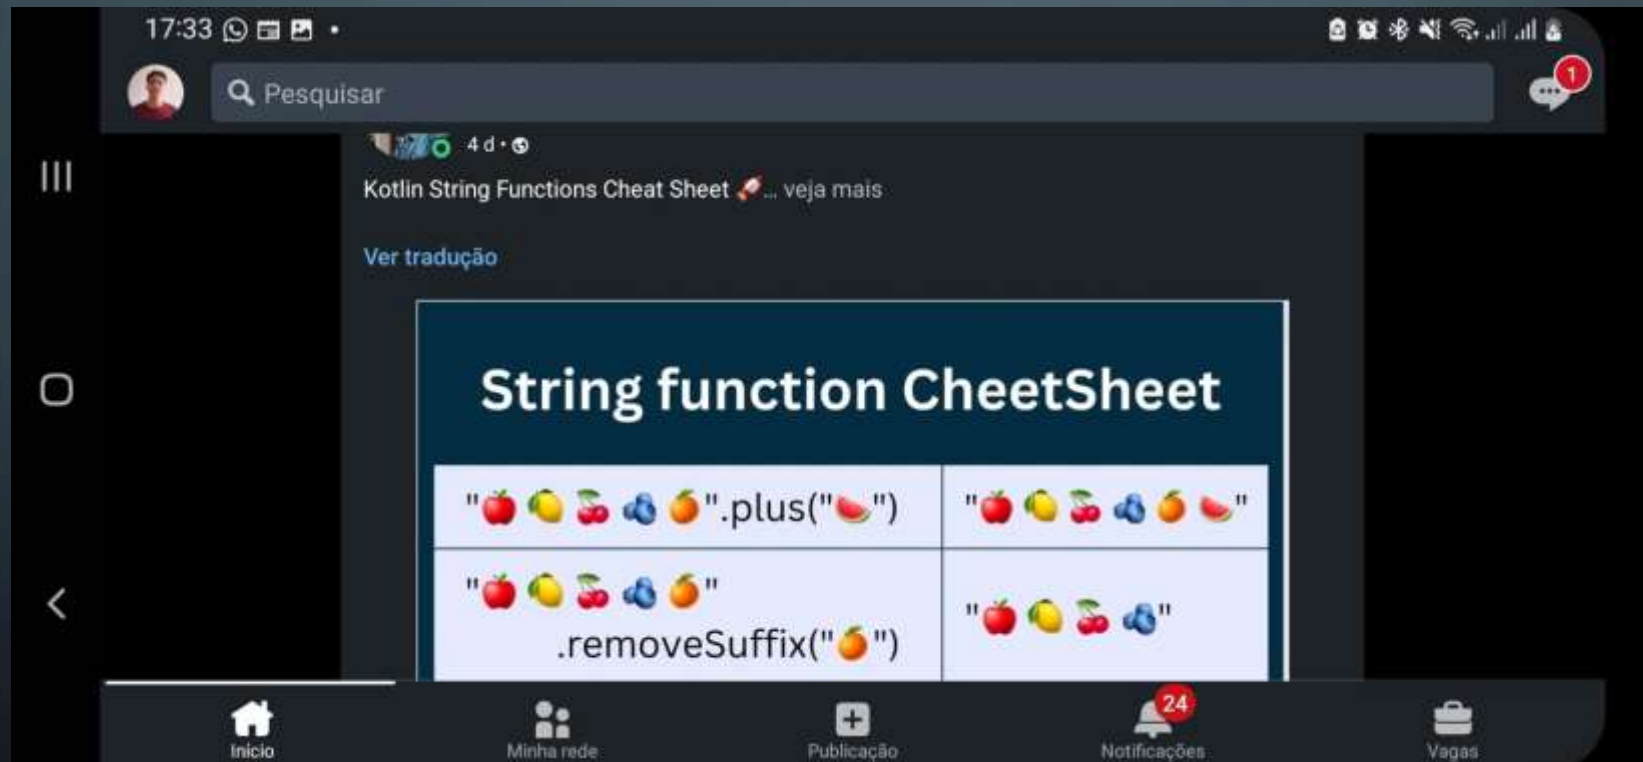 17:33
Pesquisar
1
4 d •
Kotlin String Functions Cheat Sheet 🚀... veja mais
Ver tradução
String function CheetSheet
"🍎🍋🍒🫐🍊".plus("🍉")
"🍎🍋🍒🫐🍊🍉"
"🍎🍋🍒🫐🍊"
.removeSuffix("🍊")
"🍎🍋🍒🫐"
Início
Minha rede
Publicação
24
Notificações
Vagas